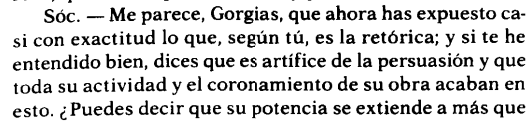 Sóc. — Me parece, Gorgias, que ahora has expuesto ca-
si con exactitud lo que, según tú, es la retórica; y si te he
entendido bien, dices que es artífice de la persuasión y que
toda su actividad y el coronamiento de su obra acaban en
esto. ¿Puedes decir que su potencia se extiende a más que